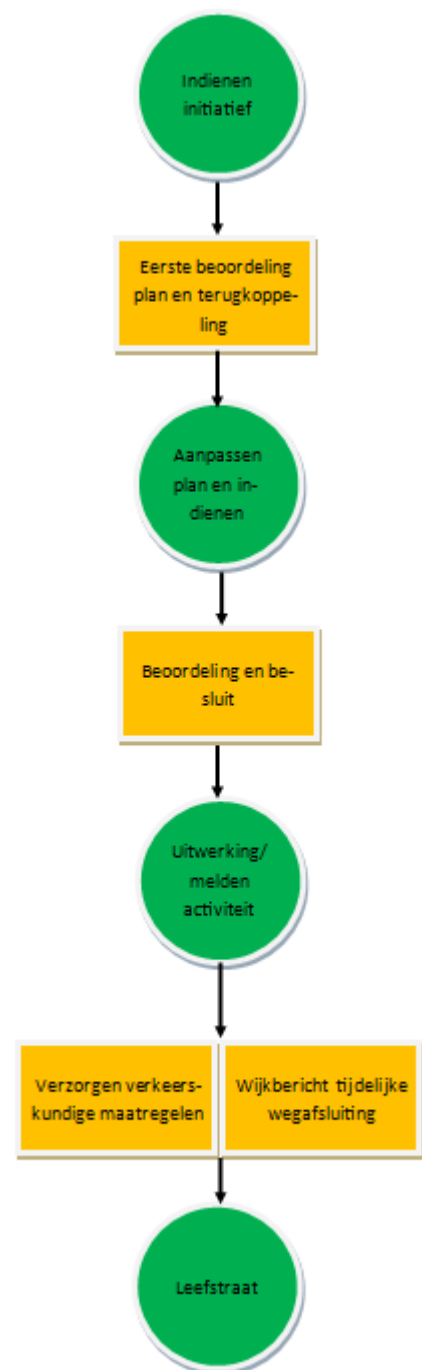 Indienen
initiatief
Eerste beoordeling
plan en terugkoppe-
ling
Aanpassen
plan en in-
dienen
Beoordeling en be-
sluit
Uitwerking/
melden
activiteit
Verzorgen verkeers-
kundige maatregelen
Wijkbericht tijdelijke
wegafsluiting
Leefstraat